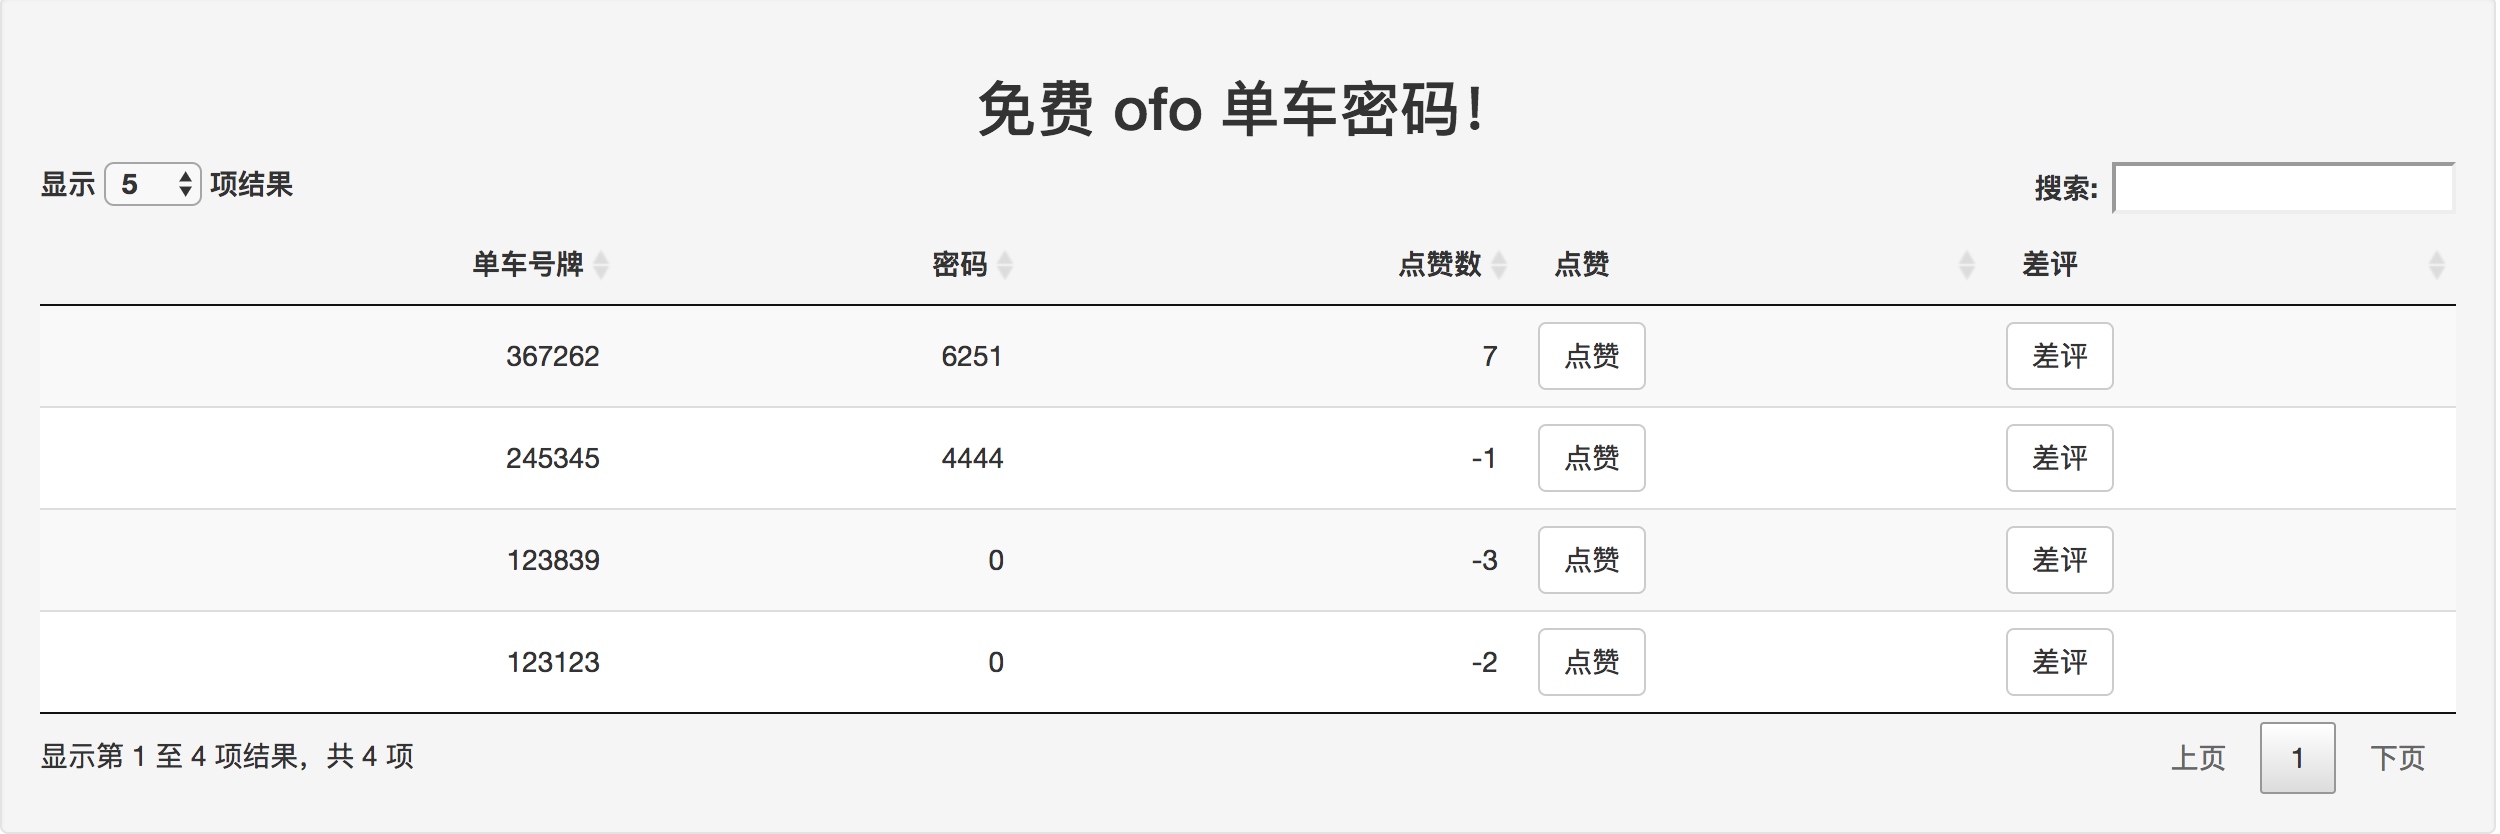 免费 ofo 单车密码！
显示 5 项结果 搜索:
单车号牌 密码 点赞数 点赞 差评
367262 6251 7 点赞 差评
245345 4444 -1 点赞 差评
123839 0 -3 点赞 差评
123123 0 -2 点赞 差评
显示第 1 至 4 项结果，共 4 项 上页 1 下页